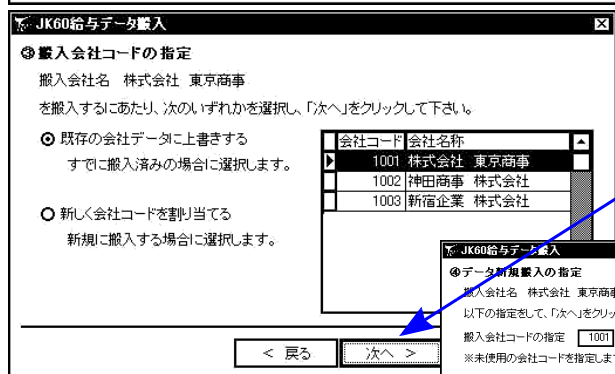 JK60給与データ搬入
③搬入会社コードの指定
搬入会社名 株式会社 東京商事
を搬入するにあたり、次のいずれかを選択し、「次へ」をクリックして下さい。
既存の会社データに上書きする
すでに搬入済みの場合に選択します。
新しく会社コードを割り当てる
新規に搬入する場合に選択します。
会社コード 会社名称
1001 株式会社 東京商事
1002 神田商事 株式会社
1003 新宿企業 株式会社
< 戻る
次へ >
JK60給与データ搬入
④データ新規搬入の指定
搬入会社名 株式会社 東京商事
以下の指定をして、「次へ」をクリッ
搬入会社コードの指定 1001
※未使用の会社コードを指定しま